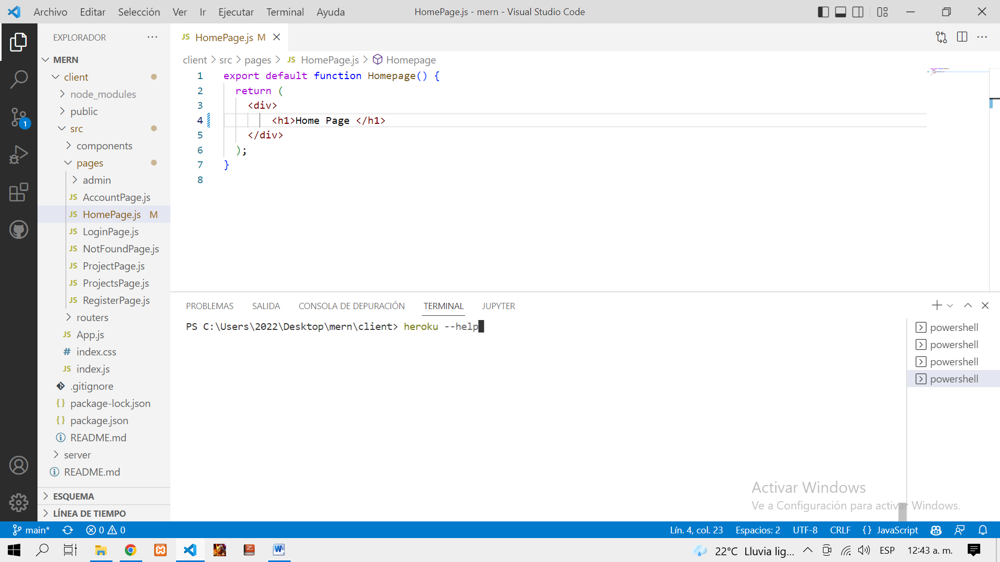 Archivo Editar Selección Ver Ir Ejecutar Terminal Ayuda HomePage.js - mern - Visual Studio Code
EXPLORADOR
MERN
client
node_modules
public
1
src
components
pages
admin
JS AccountPage.js
JS HomePage.js M
JS LoginPage.js
JS NotFoundPage.js
JS ProjectPage.js
JS ProjectsPage.js
JS RegisterPage.js
routers
JS App.js
# index.css
JS index.js
.gitignore
{} package-lock.json
{} package.json
README.md
server
README.md
ESQUEMA
LÍNEA DE TIEMPO
JS HomePage.js M
client > src > pages > JS HomePage.js > Homepage
1 export default function Homepage() {
2 return (
3 <div>
4 <h1>Home Page </h1>
5 </div>
6 );
7 }
8
PROBLEMAS SALIDA CONSOLA DE DEPURACIÓN TERMINAL JUPYTER
PS C:\Users\2022\Desktop\mern\client> heroku --help
powershell
powershell
powershell
powershell
Activar Windows
Ve a Configuración para activar Windows.
main* 0 0 Lín. 4, col. 23 Espacios: 2 UTF-8 CRLF {} JavaScript
22°C Lluvia lig... ESP 12:43 a. m.